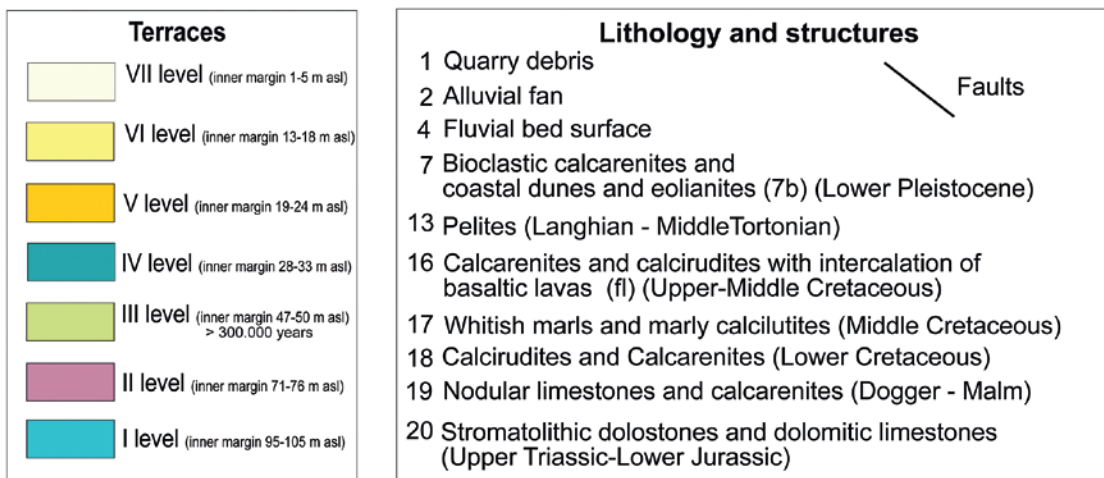 Terraces
VII level (inner margin 1-5 m asl)
VI level (inner margin 13-18 m asl)
V level (inner margin 19-24 m asl)
IV level (inner margin 28-33 m asl)
III level (inner margin 47-50 m asl)
> 300.000 years
II level (inner margin 71-76 m asl)
I level (inner margin 95-105 m asl)
Lithology and structures
Faults
1 Quarry debris
2 Alluvial fan
4 Fluvial bed surface
7 Bioclastic calcarenites and
coastal dunes and eolianites (7b) (Lower Pleistocene)
13 Pelites (Langhian - MiddleTortonian)
16 Calcarenites and calcirudites with intercalation of
basaltic lavas (fl) (Upper-Middle Cretaceous)
17 Whitish marls and marly calcilutites (Middle Cretaceous)
18 Calcirudites and Calcarenites (Lower Cretaceous)
19 Nodular limestones and calcarenites (Dogger - Malm)
20 Stromatolithic dolostones and dolomitic limestones
(Upper Triassic-Lower Jurassic)